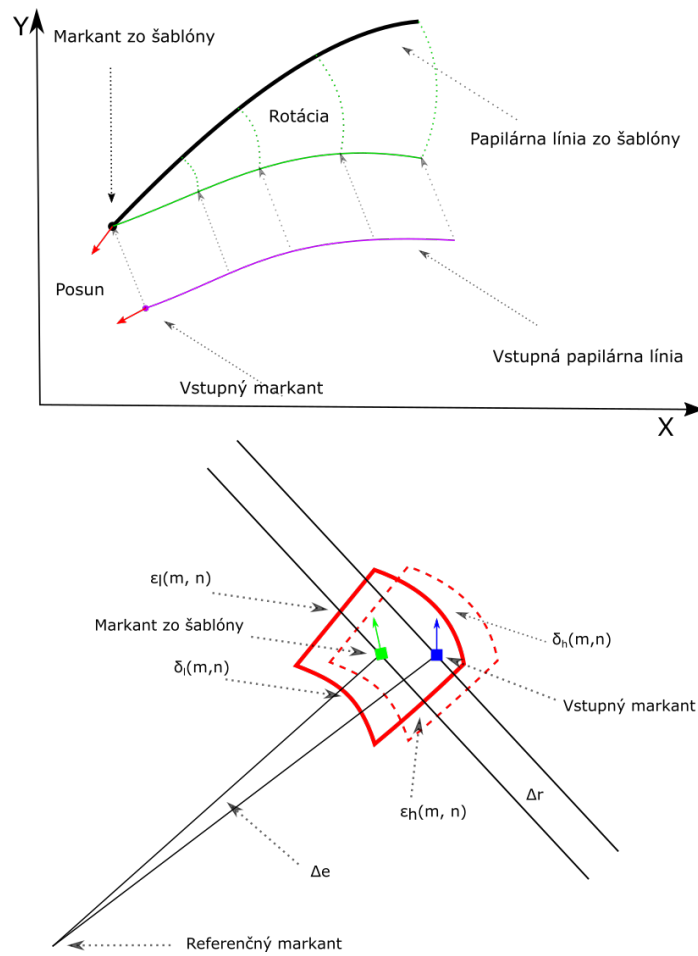 Y
Markant zo šablóny
Rotácia
Papilárna línia zo šablóny
Posun
Vstupná papilárna línia
Vstupný markant
X
εl(m, n)
Markant zo šablóny
δh(m,n)
δl(m,n)
Vstupný markant
Δr
εh(m, n)
Δe
Referenčný markant